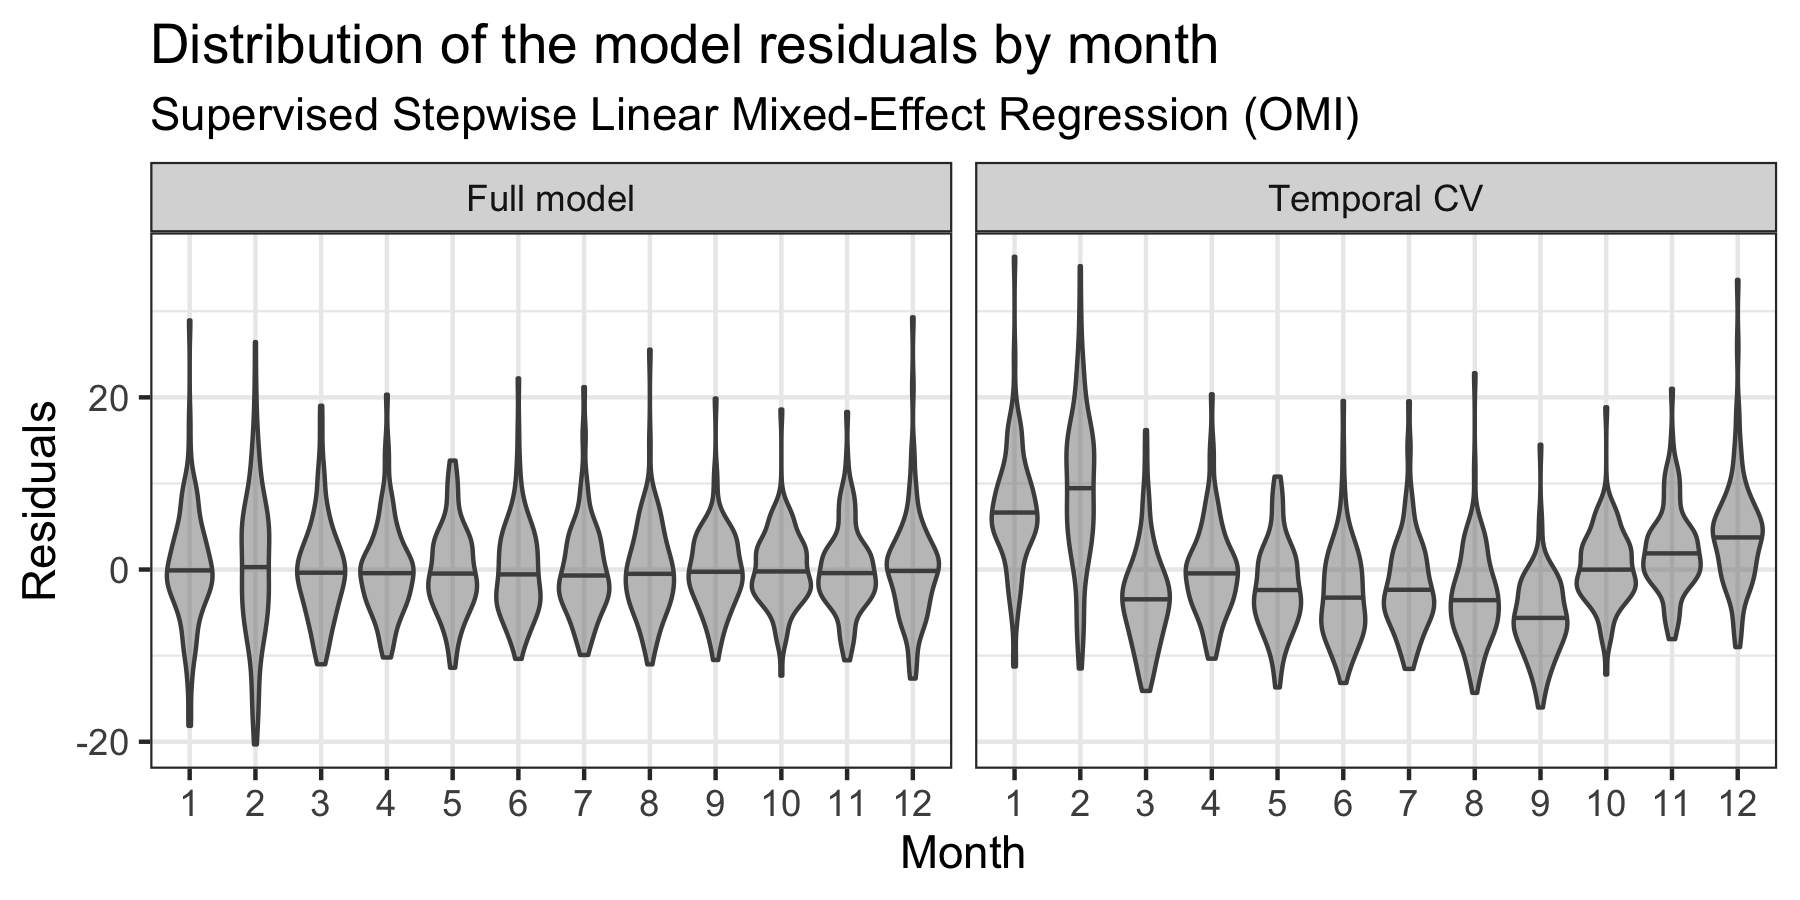 Distribution of the model residuals by month
Supervised Stepwise Linear Mixed-Effect Regression (OMI)
Full model
Temporal CV
Residuals
20
0
-20
1 2 3 4 5 6 7 8 9 10 11 12
1 2 3 4 5 6 7 8 9 10 11 12
Month